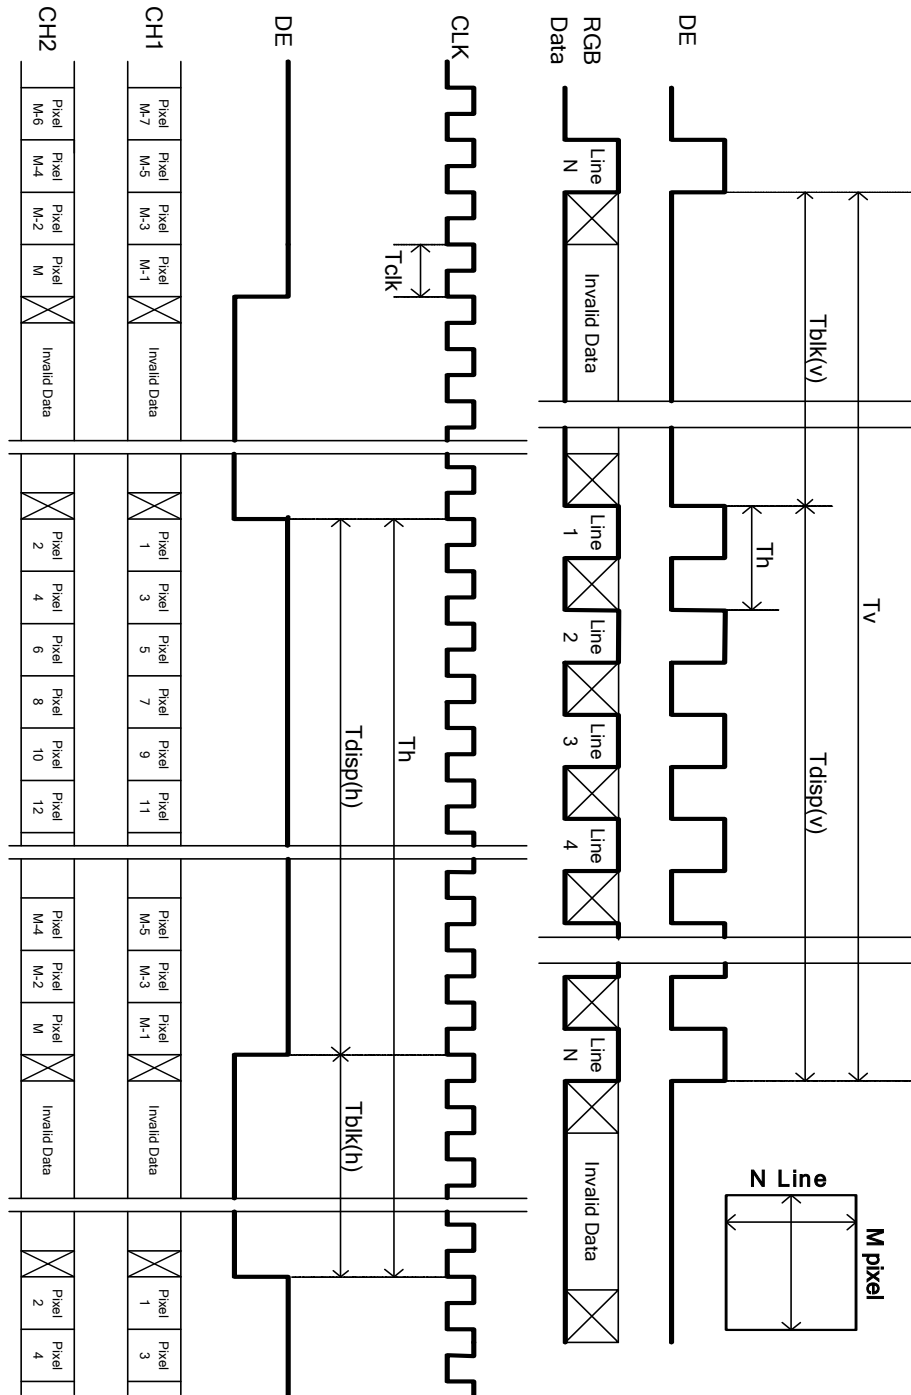 Tv
Tblk(v)
Tdisp(v)
Th
DE
RGB
Data
Line
N
Invalid Data
Line
1
Line
2
Line
3
Line
4
Line
N
Invalid Data
M pixel
N Line
CLK
Tclk
Th
Tdisp(h)
Tblk(h)
DE
CH1
Pixel
M-7
Pixel
M-5
Pixel
M-3
Pixel
M-1
Invalid Data
Pixel
1
Pixel
3
Pixel
5
Pixel
7
Pixel
9
Pixel
11
Pixel
M-5
Pixel
M-3
Pixel
M-1
Invalid Data
Pixel
1
Pixel
3
CH2
Pixel
M-6
Pixel
M-4
Pixel
M-2
Pixel
M
Invalid Data
Pixel
2
Pixel
4
Pixel
6
Pixel
8
Pixel
10
Pixel
12
Pixel
M-4
Pixel
M-2
Pixel
M
Invalid Data
Pixel
2
Pixel
4